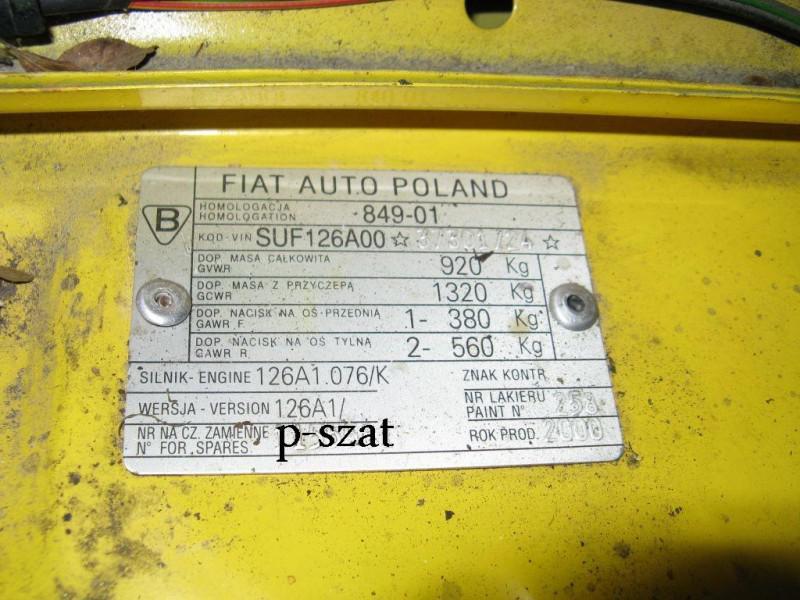 FIAT AUTO POLAND
B
HOMOLOGACJA
HOMOLOGATION 849-01
KOD-VIN SUF126A00 ☆ ☆
DOP. MASA CAŁKOWITA
GVWR 920 Kg
DOP. MASA Z PRZYCZEPĄ
GCWR 1320 Kg
DOP. NACISK NA OŚ-PRZEDNIĄ
GAWR F. 1- 380 Kg
DOP. NACISK NA OŚ TYLNĄ
GAWR R. 2- 560 Kg
SILNIK-ENGINE 126A1.076/K
ZNAK KONTR.
WERSJA - VERSION 126A1/
NR LAKIERU
PAINT N° 258
NR NA CZ. ZAMIENNE
N° FOR SPARES
p-szat
ROK PROD. 2000